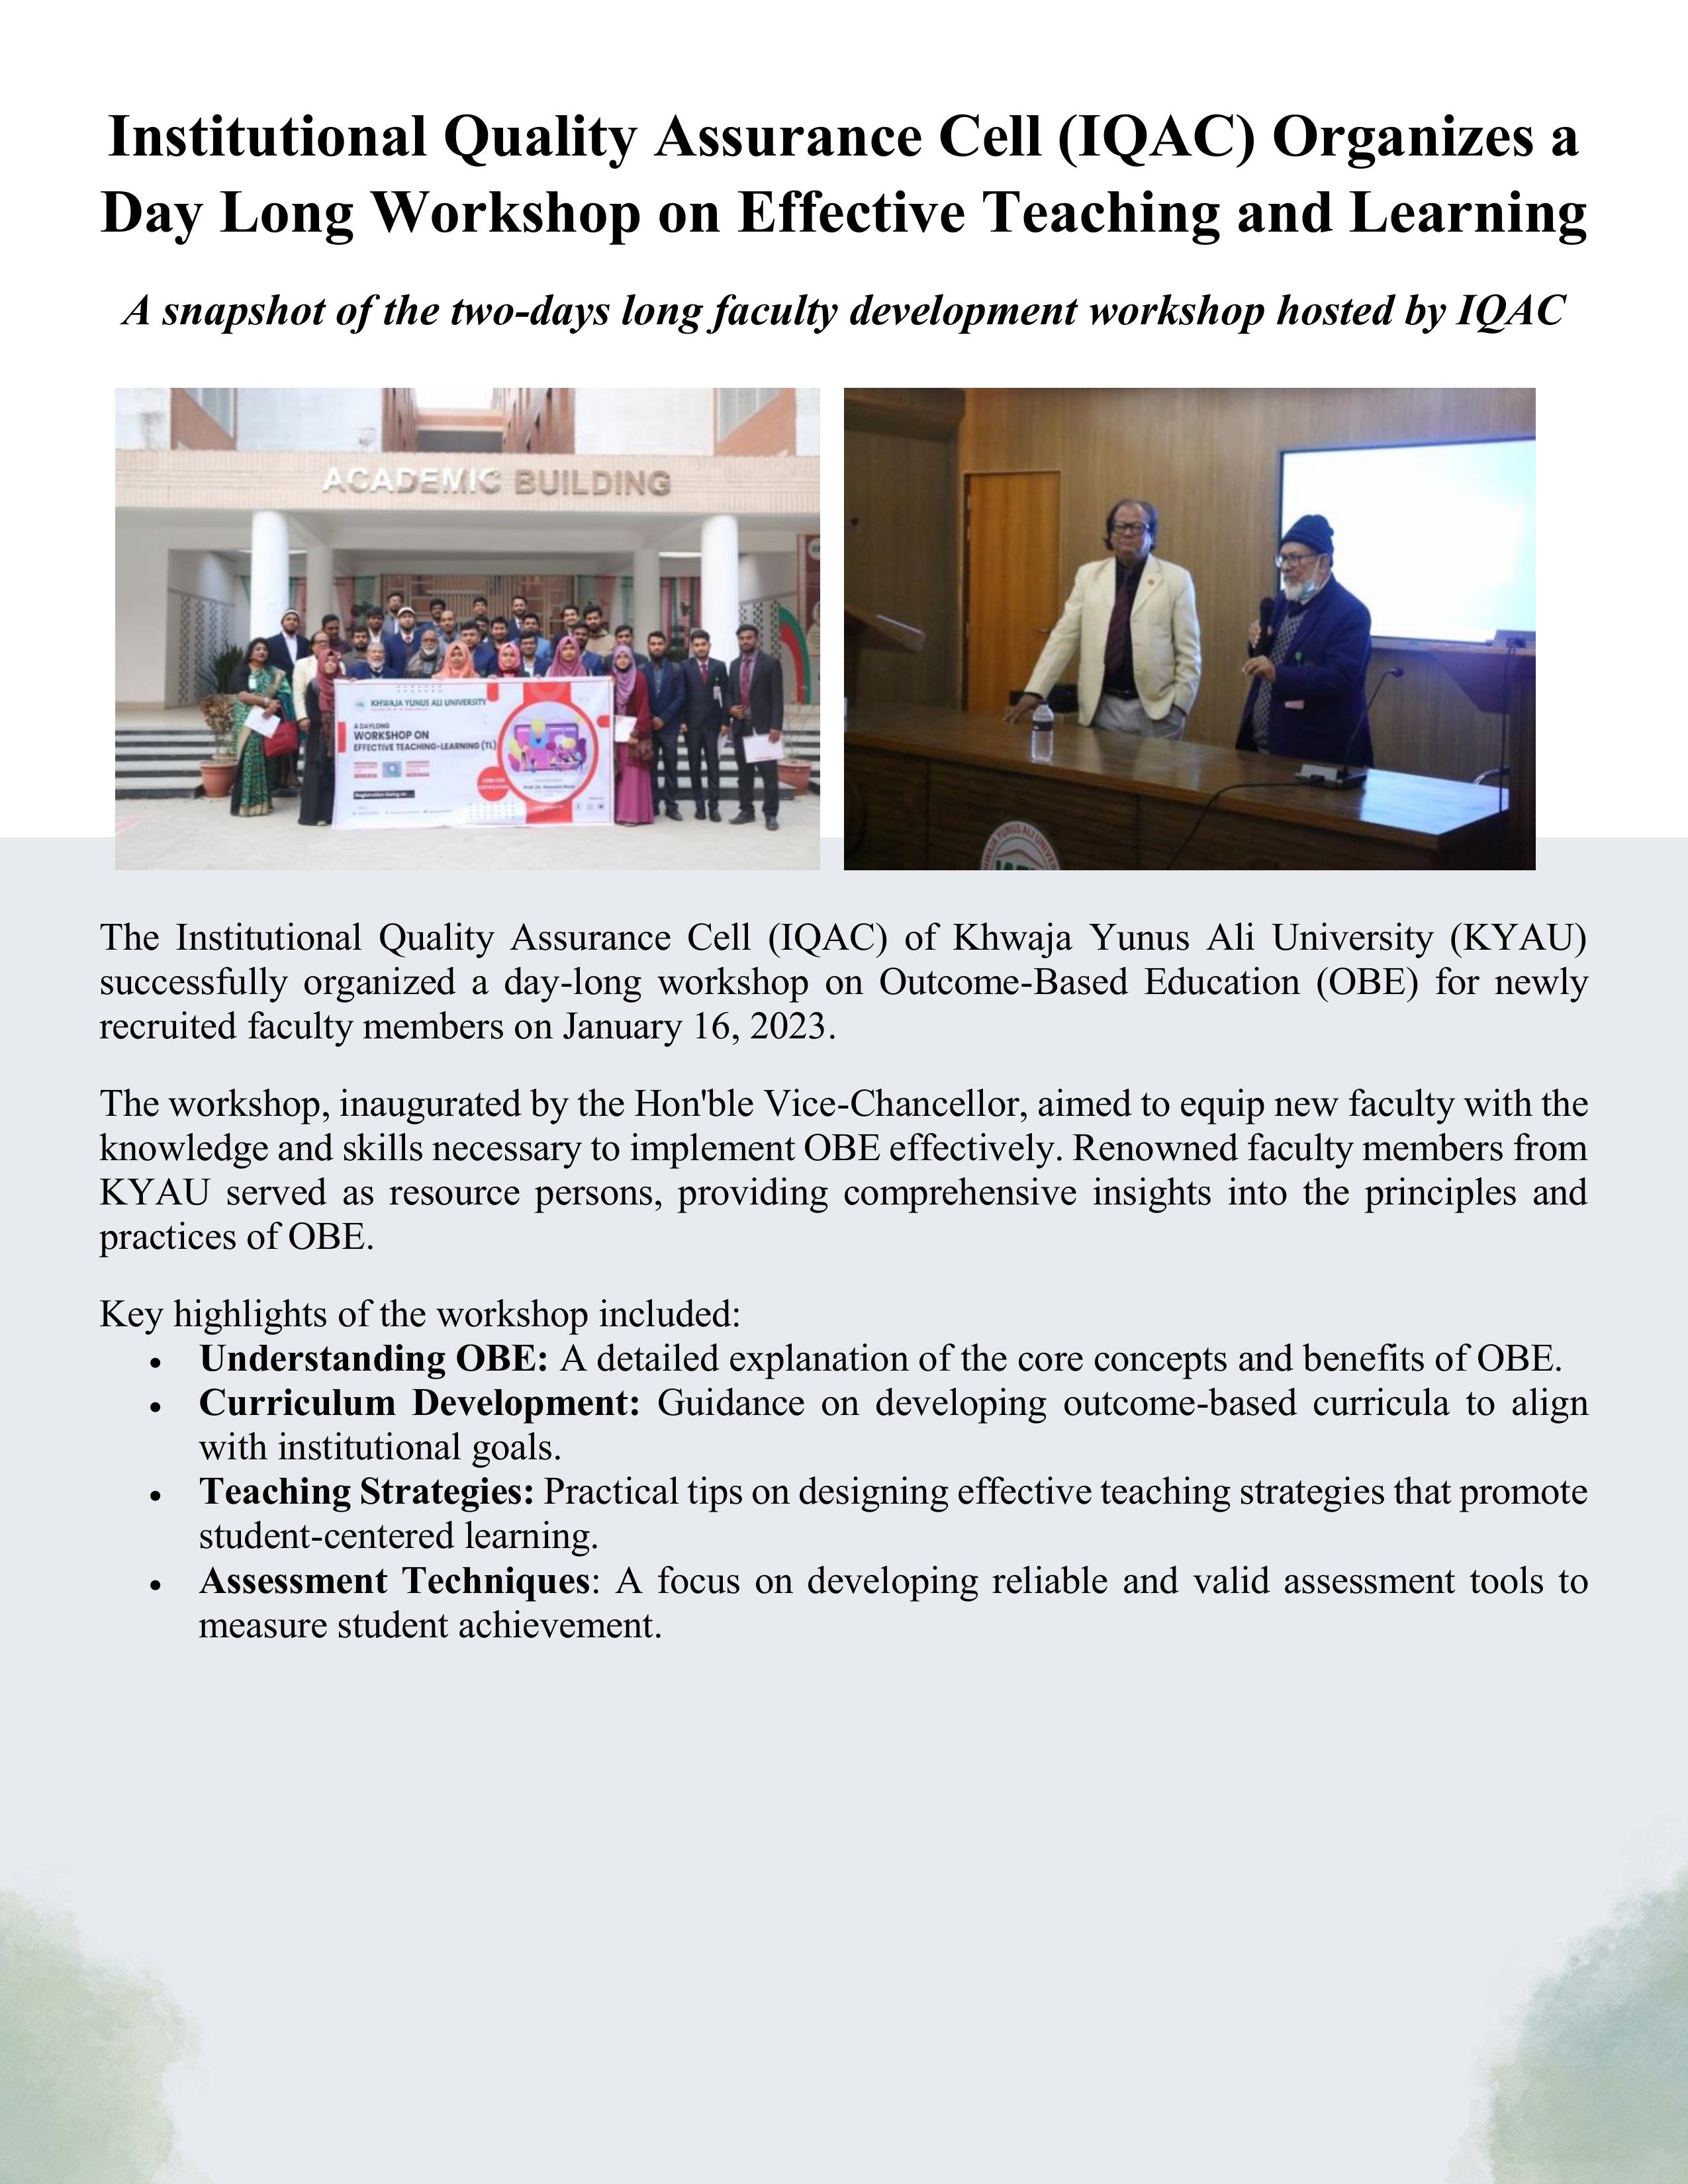 Institutional Quality Assurance Cell (IQAC) Organizes a
Day Long Workshop on Effective Teaching and Learning
A snapshot of the two-days long faculty development workshop hosted by IQAC
ACADEMIC BUILDING
KHWAJA YUNUS ALI UNIVERSITY
A DAYLONG
WORKSHOP ON
EFFECTIVE TEACHING-LEARNING (TL)
The Institutional Quality Assurance Cell (IQAC) of Khwaja Yunus Ali University (KYAU)
successfully organized a day-long workshop on Outcome-Based Education (OBE) for newly
recruited faculty members on January 16, 2023.
The workshop, inaugurated by the Hon'ble Vice-Chancellor, aimed to equip new faculty with the
knowledge and skills necessary to implement OBE effectively. Renowned faculty members from
KYAU served as resource persons, providing comprehensive insights into the principles and
practices of OBE.
Key highlights of the workshop included:
• Understanding OBE: A detailed explanation of the core concepts and benefits of OBE.
• Curriculum Development: Guidance on developing outcome-based curricula to align
with institutional goals.
• Teaching Strategies: Practical tips on designing effective teaching strategies that promote
student-centered learning.
• Assessment Techniques: A focus on developing reliable and valid assessment tools to
measure student achievement.